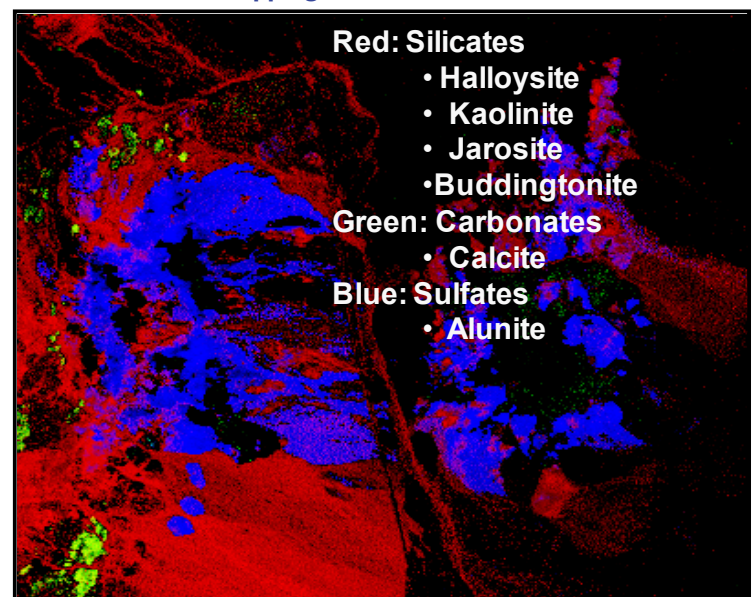 Red: Silicates
• Halloysite
• Kaolinite
• Jarosite
•Buddingtonite
Green: Carbonates
• Calcite
Blue: Sulfates
• Alunite